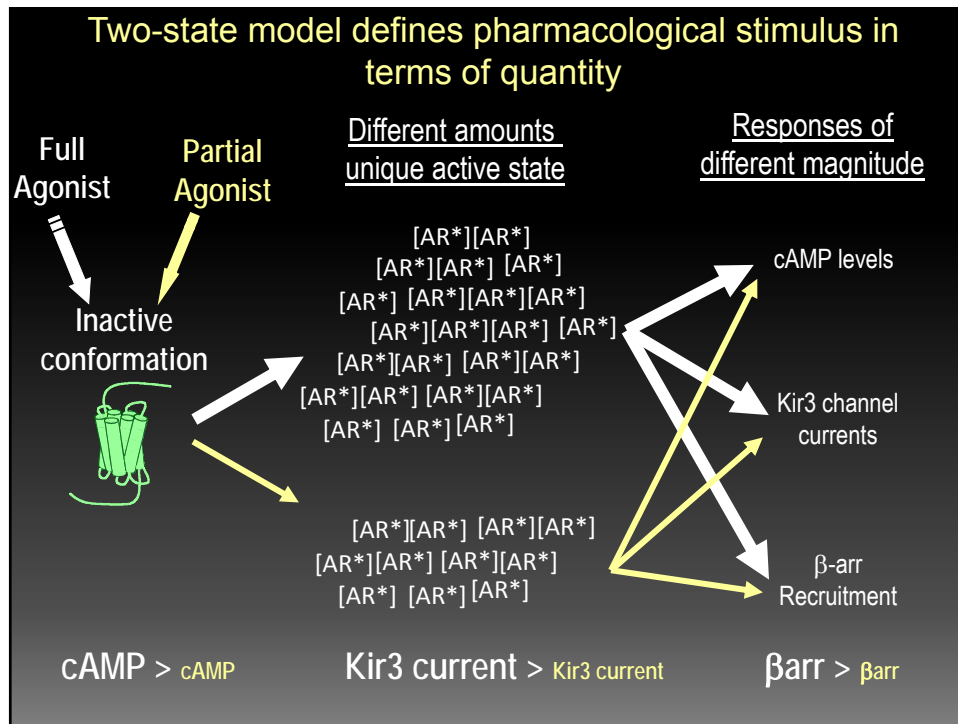 Two-state model defines pharmacological stimulus in
terms of quantity
Full
Agonist
Partial
Agonist
Inactive
conformation
Different amounts
unique active state
[AR*][AR*]
[AR*][AR*] [AR*]
[AR*] [AR*][AR*][AR*]
[AR*][AR*][AR*] [AR*]
[AR*][AR*] [AR*][AR*]
[AR*][AR*] [AR*][AR*]
[AR*] [AR*] [AR*]
[AR*][AR*] [AR*][AR*]
[AR*][AR*] [AR*][AR*]
[AR*] [AR*] [AR*]
Responses of
different magnitude
cAMP levels
Kir3 channel
currents
β-arr
Recruitment
cAMP > cAMP
Kir3 current > Kir3 current
βarr > βarr